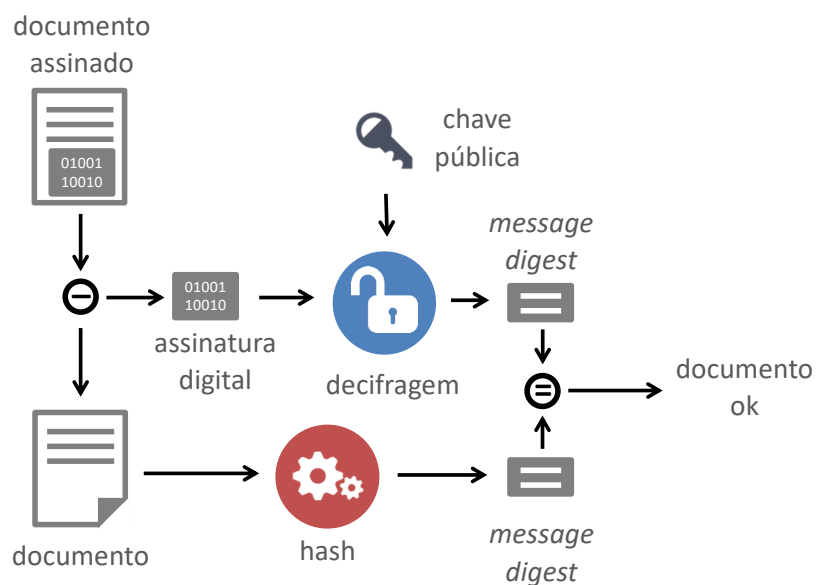 documento
assinado
01001
10010
chave
pública
message
digest
01001
10010
assinatura
digital
decifragem
documento
ok
documento
hash
message
digest